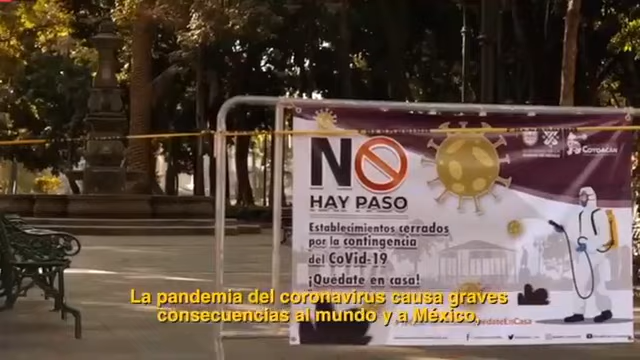 COYOACÁN
NO
HAY PASO
Establecimientos cerrados
por la contingencia
del CoVid-19
¡Quédate en casa!
La pandemia del coronavirus causa graves
consecuencias al mundo y a México,